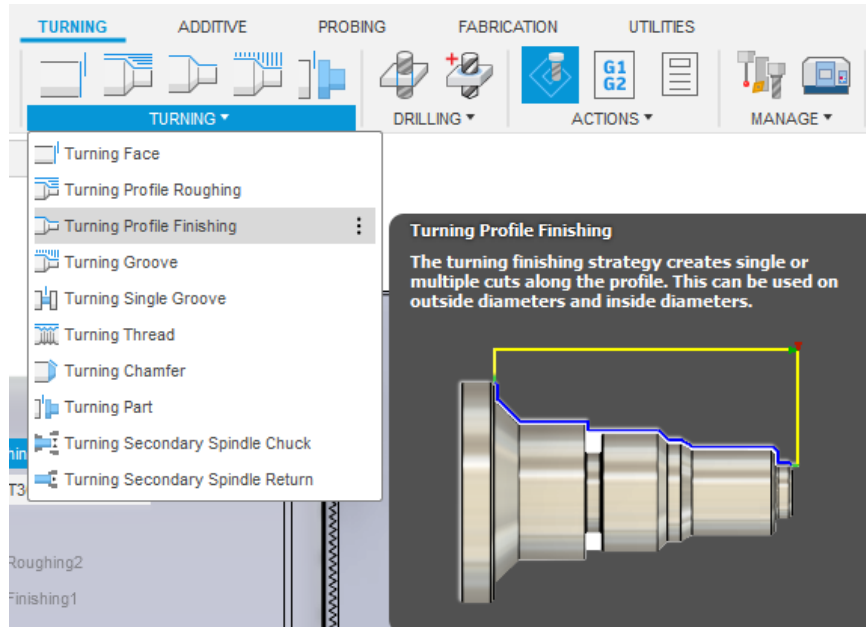 TURNING
ADDITIVE
PROBING
FABRICATION
UTILITIES
G1
G2
TURNING
DRILLING
ACTIONS
MANAGE
Turning Face
Turning Profile Roughing
Turning Profile Finishing
Turning Groove
Turning Single Groove
Turning Thread
Turning Chamfer
Turning Part
Turning Secondary Spindle Chuck
Turning Secondary Spindle Return
Turning Profile Finishing
The turning finishing strategy creates single or
multiple cuts along the profile. This can be used on
outside diameters and inside diameters.
T3
Roughing2
Finishing1